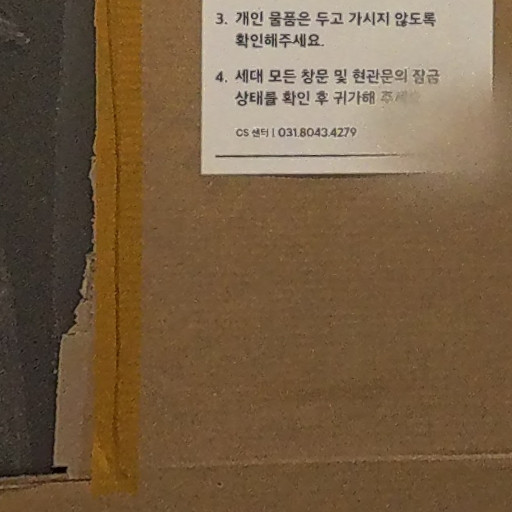 3. 개인 물품은 두고 가시지 않도록
확인해주세요.
4. 세대 모든 창문 및 현관문의 잠금
상태를 확인 후 귀가해
CS 센터 | 031.8043.4279